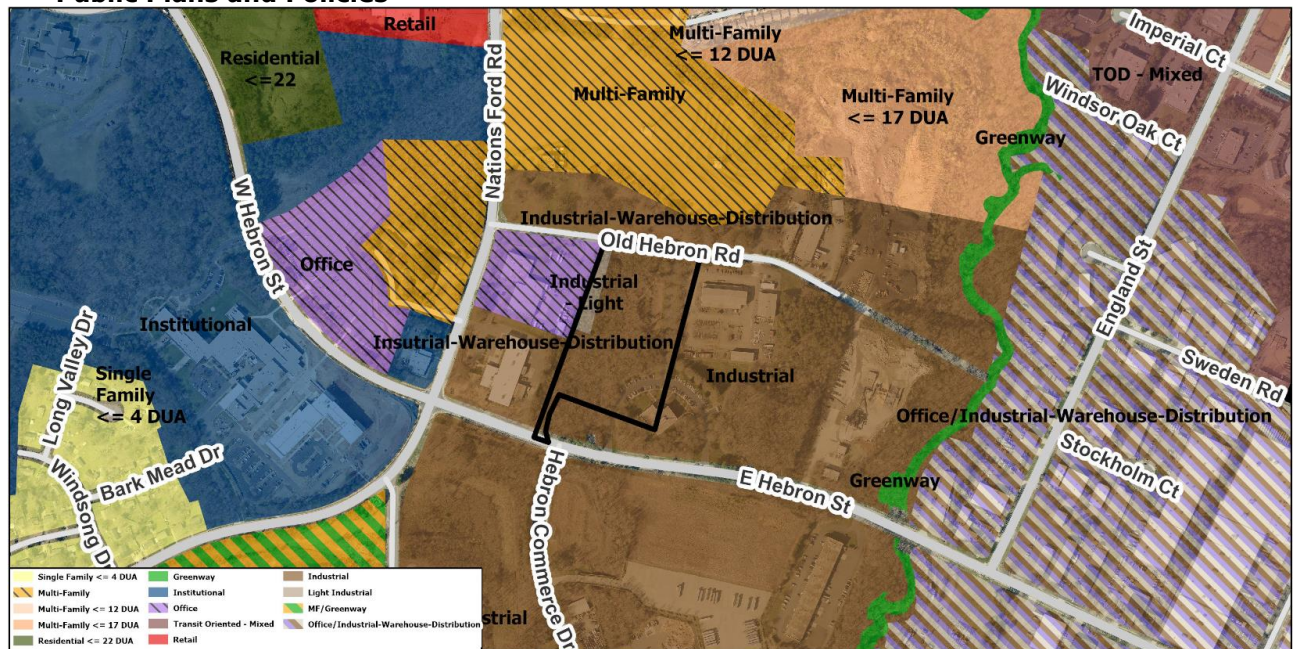 Public Plans and Policies
Retail
Residential
<=22
Nations Ford Rd
Multi-Family
<= 12 DUA
Multi-Family
Multi-Family
<= 17 DUA
Imperial Ct
TOD - Mixed
Windsor Oak Ct
Greenway
W Hebron St
Office
Industrial-Warehouse-Distribution
Old Hebron Rd
Industrial
- Light
England St
Institutional
Insutrial-Warehouse-Distribution
Industrial
Sweden Rd
Long Valley Dr
Single
Family
<= 4 DUA
Office/Industrial-Warehouse-Distribution
Stockholm Ct
Bark Mead Dr
Windsong Dr
Greenway
E Hebron St
Hebron Commerce Dr
strial
Single Family <= 4 DUA
Multi-Family
Multi-Family <= 12 DUA
Multi-Family <= 17 DUA
Residential <= 22 DUA
Greenway
Institutional
Office
Transit Oriented - Mixed
Retail
Industrial
Light Industrial
MF/Greenway
Office/Industrial-Warehouse-Distribution